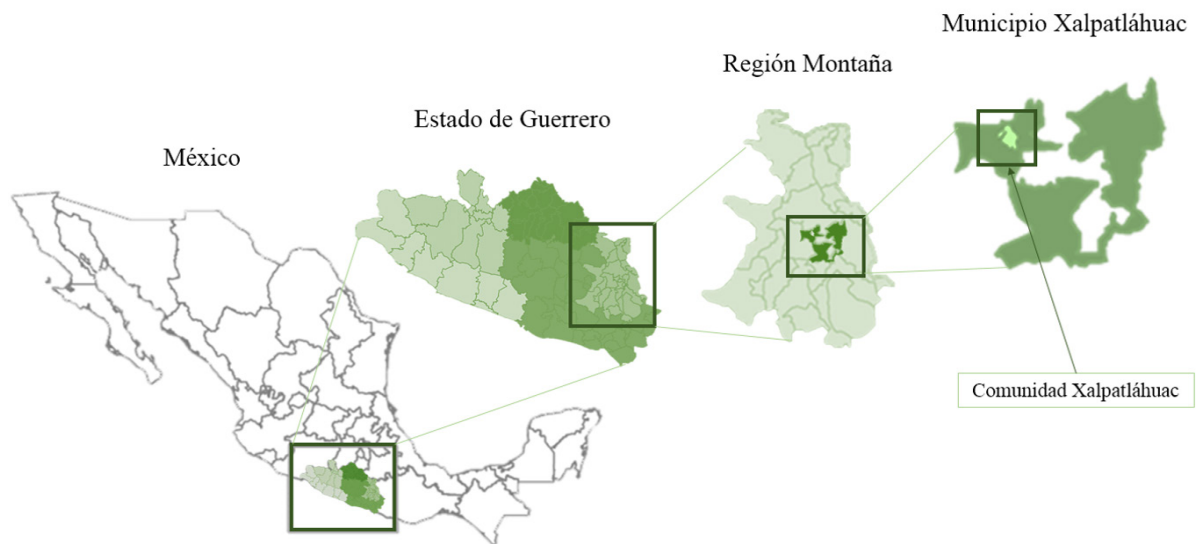 Municipio Xalpatláhuac
Región Montaña
Estado de Guerrero
México
Comunidad Xalpatláhuac